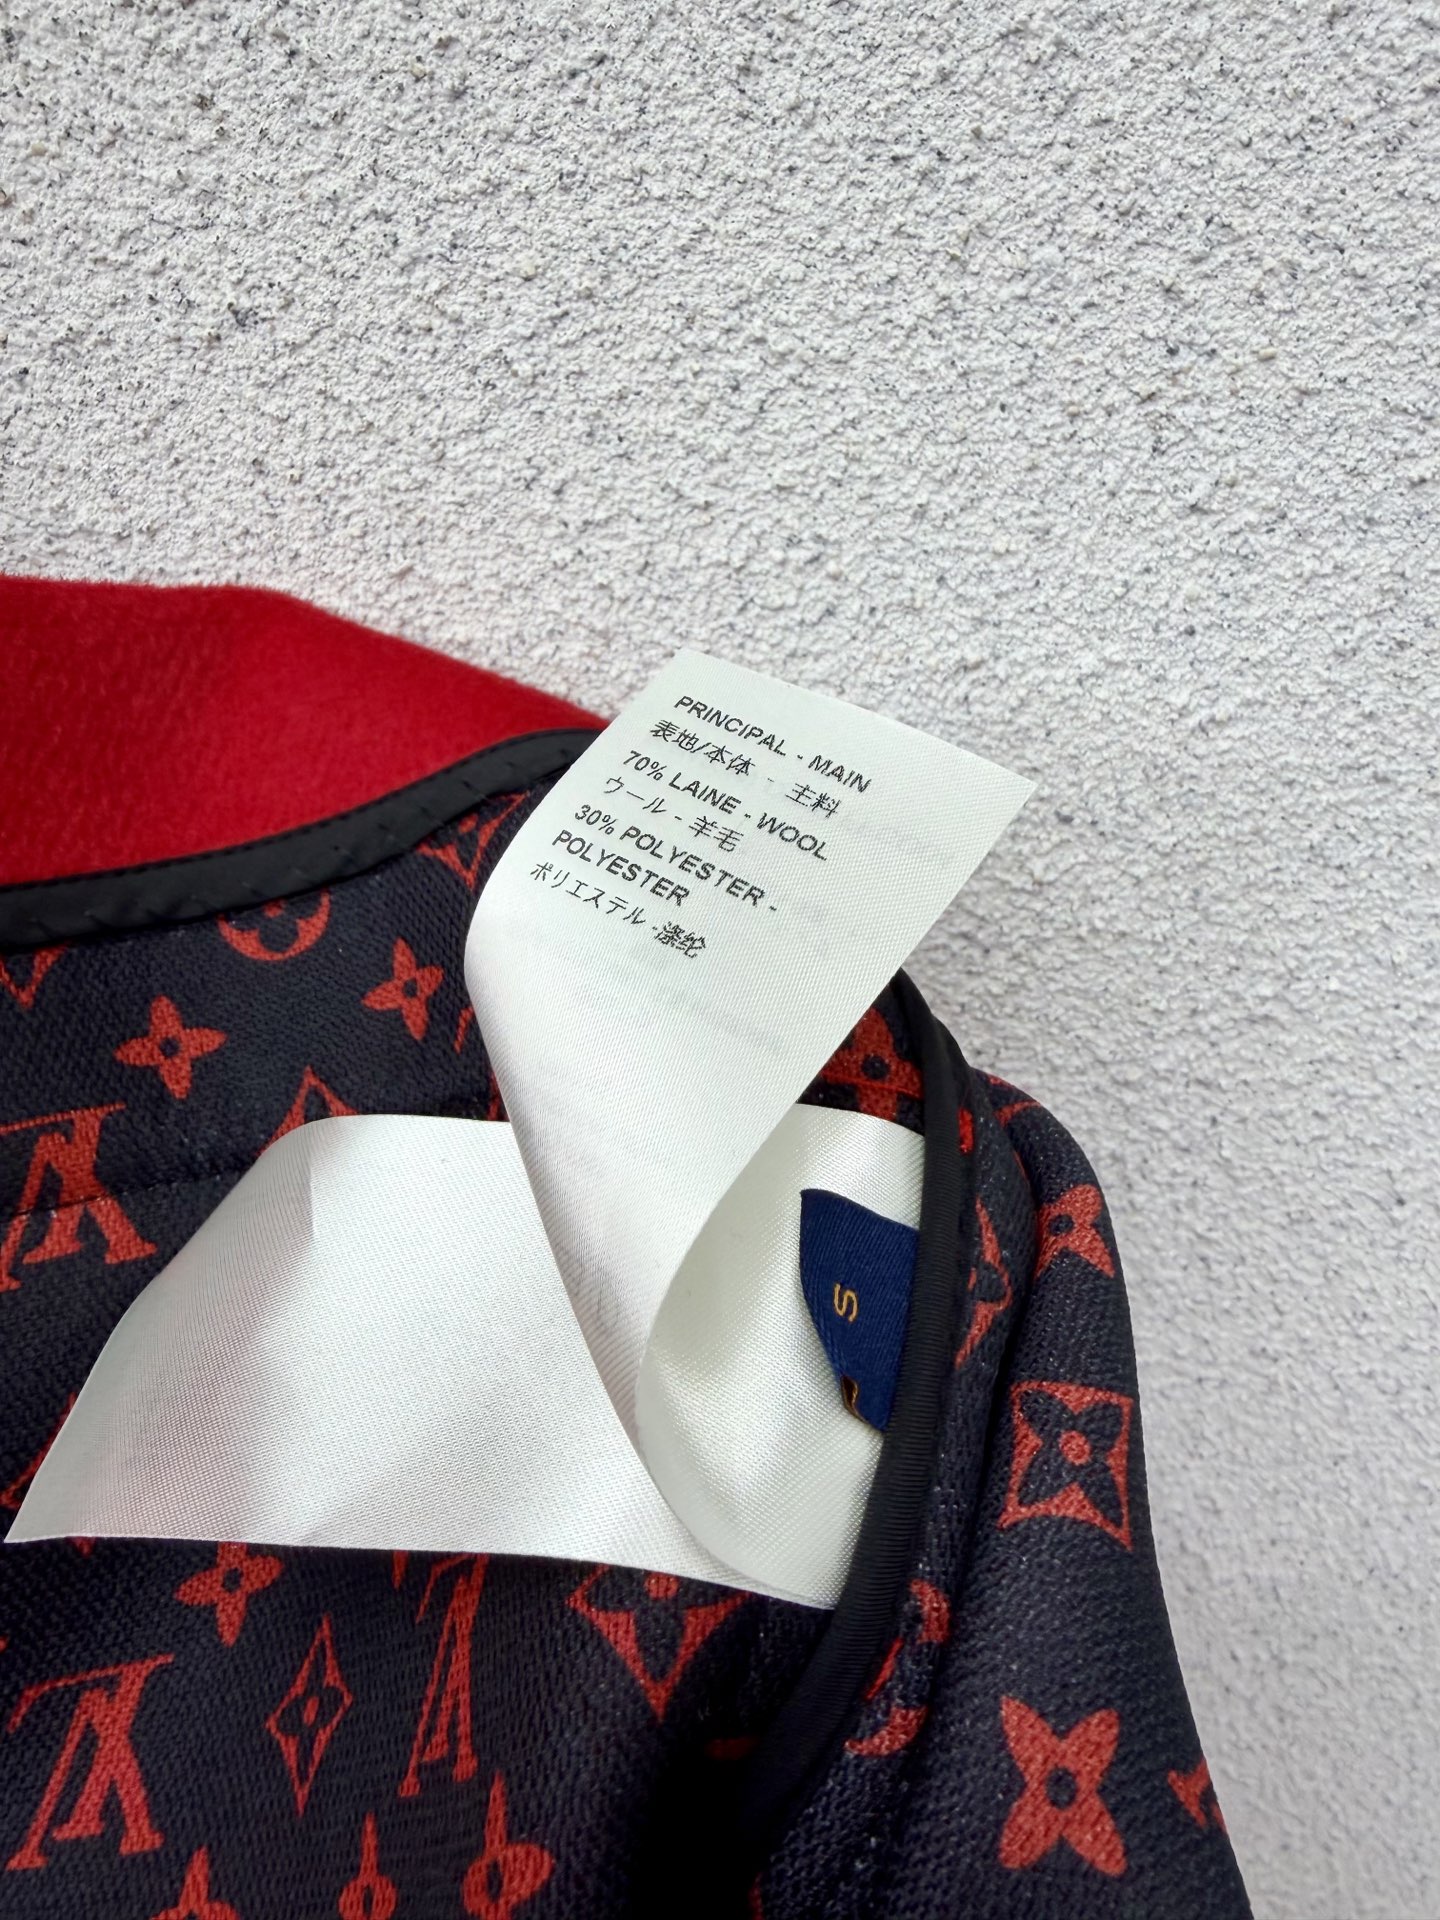 PRINCIPAL - MAIN
表地/本体 - 主料
70% LAINE - WOOL
ウール - 羊毛
30% POLYESTER -
POLYESTER
ポリエステル -涤纶
S